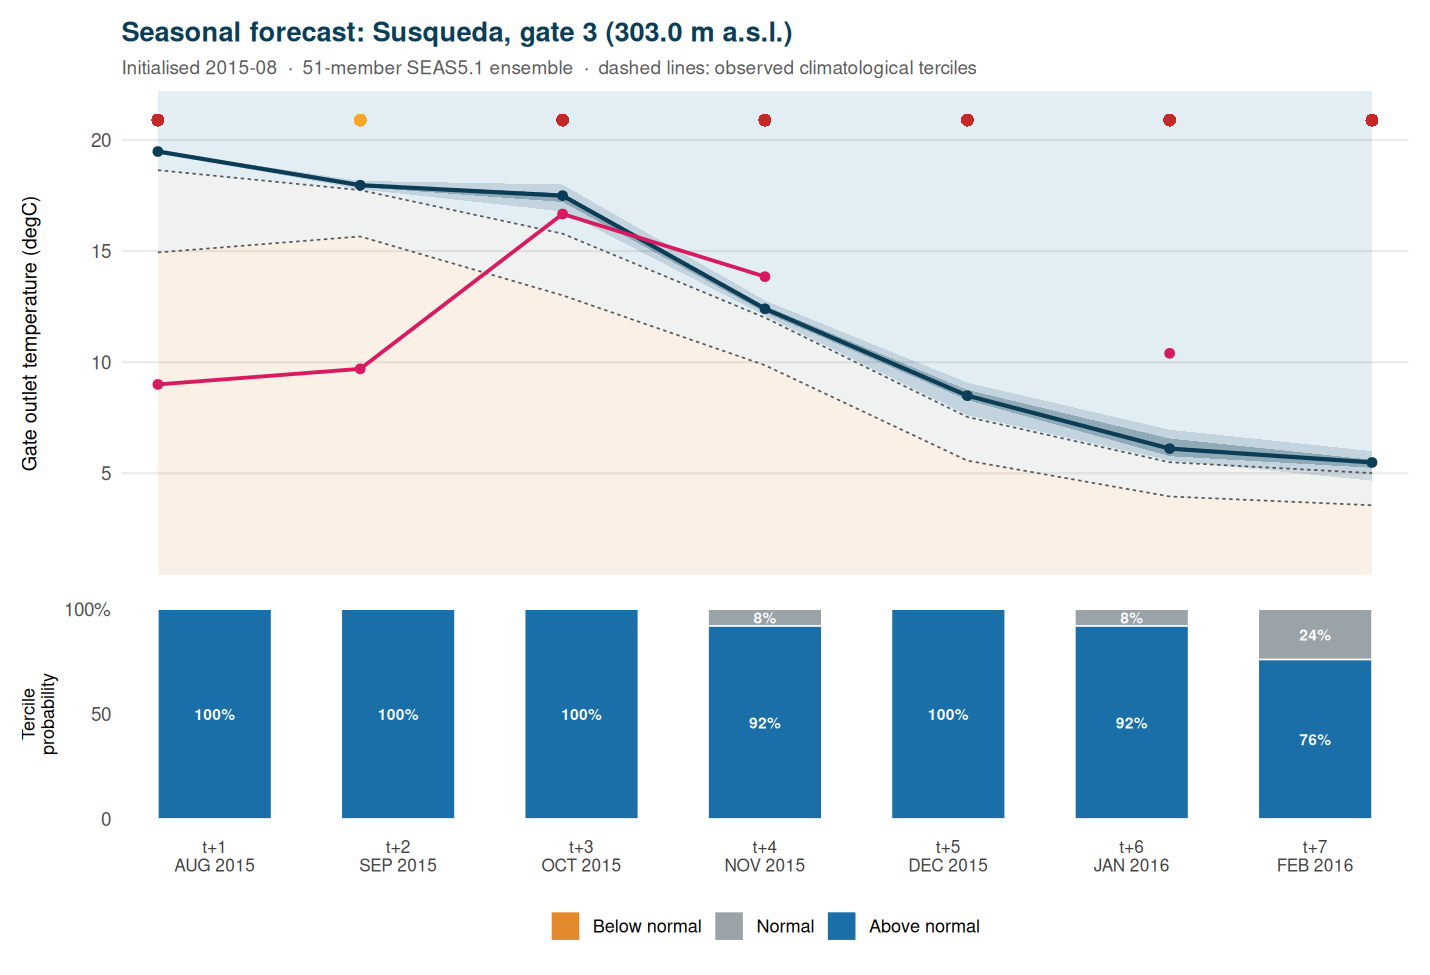 Seasonal forecast: Susqueda, gate 3 (303.0 m a.s.l.)
Initialised 2015-08 · 51-member SEAS5.1 ensemble · dashed lines: observed climatological terciles
Gate outlet temperature (degC)
20
15
10
5
Tercile
probability
100%
50
0
100%
100%
100%
8%
92%
100%
8%
92%
24%
76%
t+1
AUG 2015
t+2
SEP 2015
t+3
OCT 2015
t+4
NOV 2015
t+5
DEC 2015
t+6
JAN 2016
t+7
FEB 2016
Below normal
Normal
Above normal